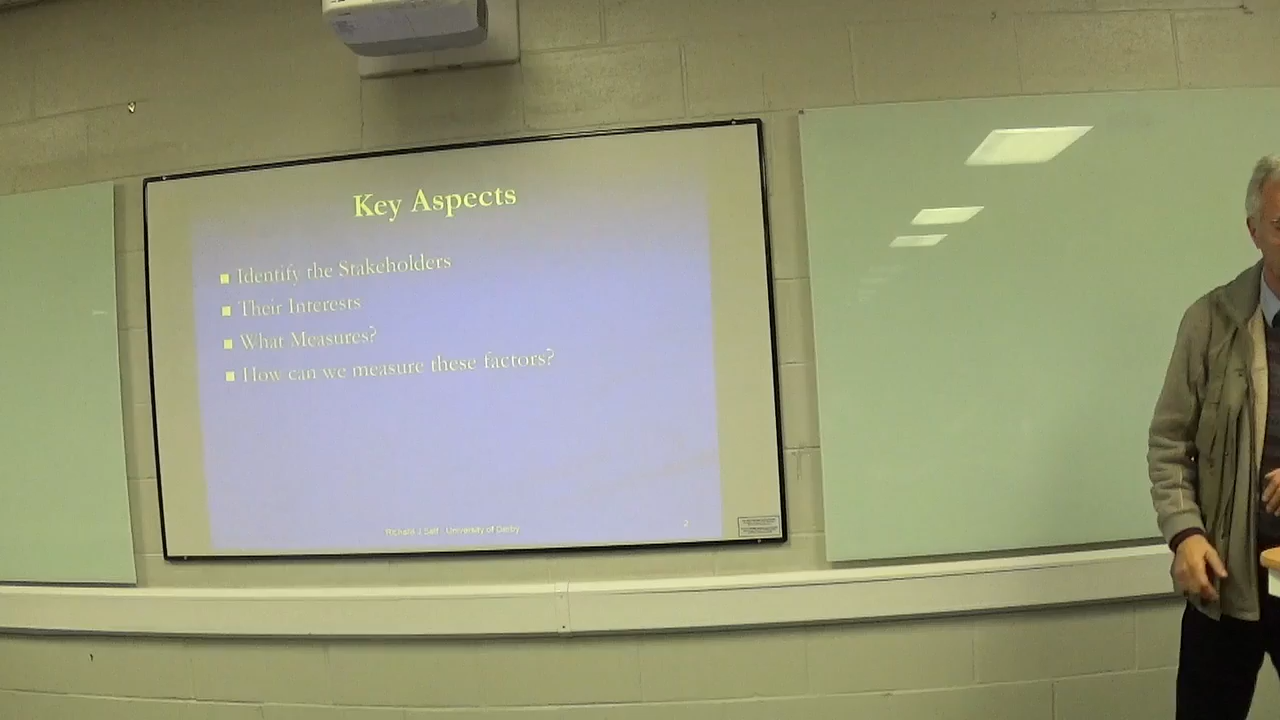 Key Aspects
Identify the Stakeholders
Their Interests
What Measures?
How can we measure these factors?
Richard J Self - University of Derby
2